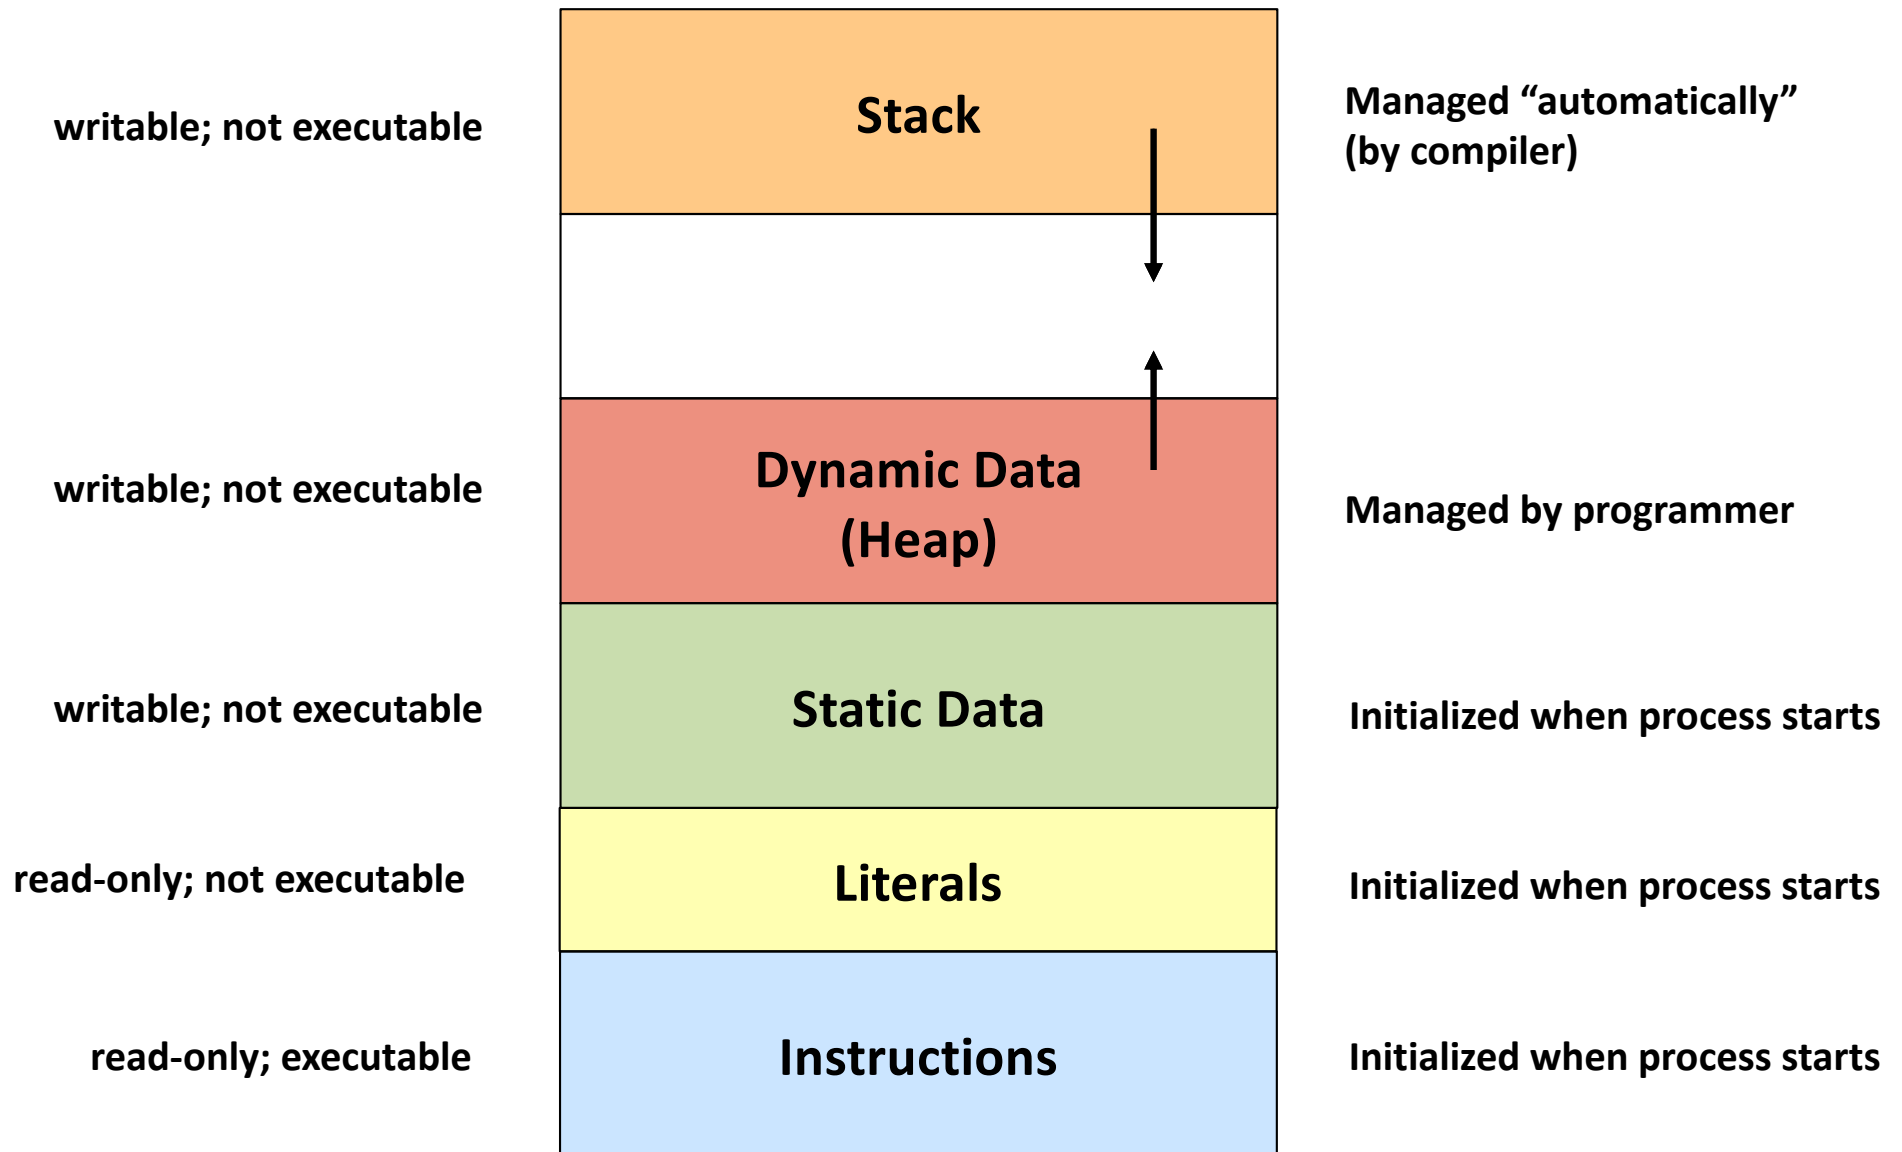 writable; not executable
Stack
Managed “automatically”
(by compiler)
writable; not executable
Dynamic Data
(Heap)
Managed by programmer
writable; not executable
Static Data
Initialized when process starts
read-only; not executable
Literals
Initialized when process starts
read-only; executable
Instructions
Initialized when process starts